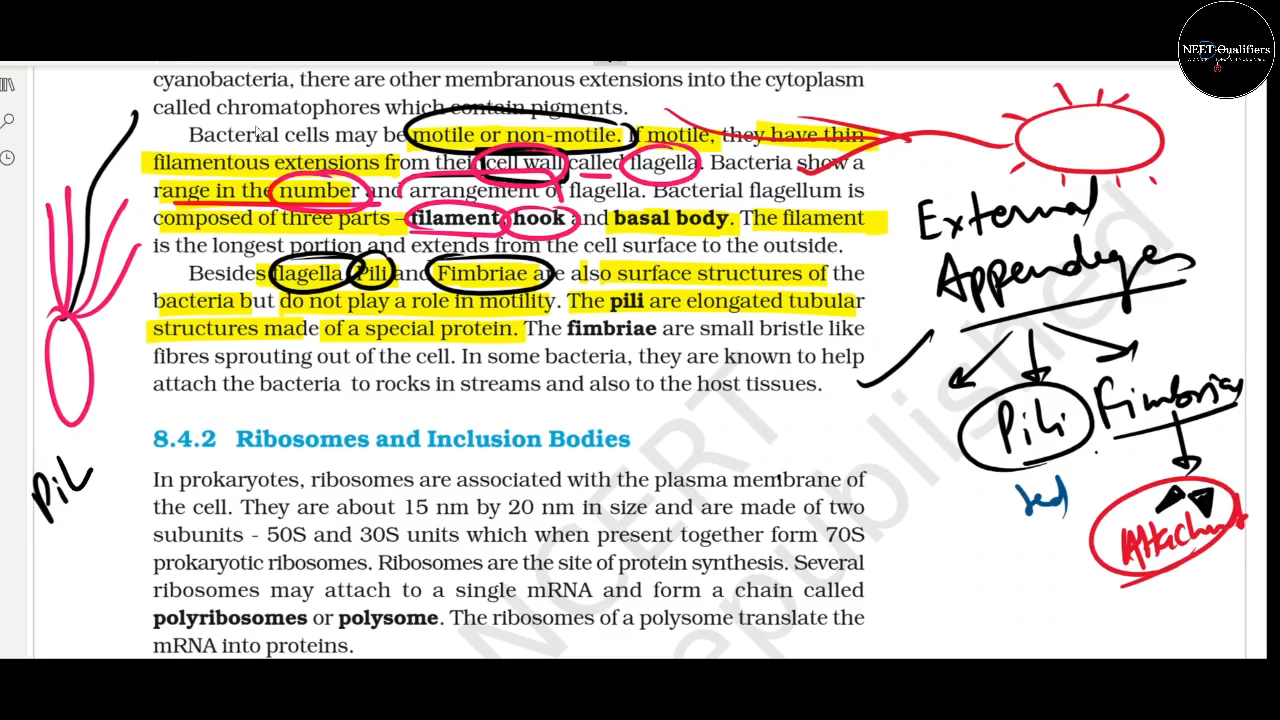 NEET Qualifiers
cyanobacteria, there are other membranous extensions into the cytoplasm
called chromatophores which contain pigments.
Bacterial cells may be motile or non-motile. If motile, they have thin
filamentous extensions from their cell wall called flagella. Bacteria show a
range in the number and arrangement of flagella. Bacterial flagellum is
composed of three parts – filament, hook and basal body. The filament
is the longest portion and extends from the cell surface to the outside.
Besides flagella, Pili and Fimbriae are also surface structures of the
bacteria but do not play a role in motility. The pili are elongated tubular
structures made of a special protein. The fimbriae are small bristle like
fibres sprouting out of the cell. In some bacteria, they are known to help
attach the bacteria to rocks in streams and also to the host tissues.
8.4.2 Ribosomes and Inclusion Bodies
In prokaryotes, ribosomes are associated with the plasma membrane of
the cell. They are about 15 nm by 20 nm in size and are made of two
subunits - 50S and 30S units which when present together form 70S
prokaryotic ribosomes. Ribosomes are the site of protein synthesis. Several
ribosomes may attach to a single mRNA and form a chain called
polyribosomes or polysome. The ribosomes of a polysome translate the
mRNA into proteins.
External
Appendeges
Pili
Fimbriae
NCERT
republished